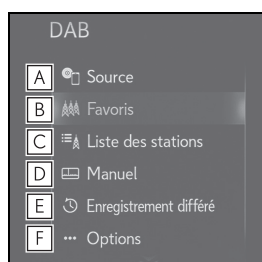 DAB
A Source
B Favoris
C Liste des stations
D Manuel
E Enregistrement différé
F Options